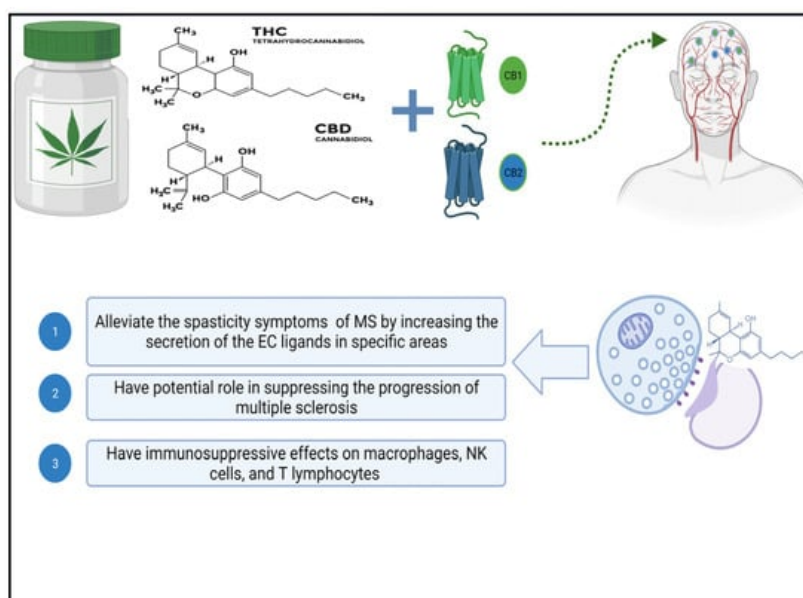 THC
TETRAHYDROCANNABIDIOL
CH₃
OH
H
H₃C
H₃C
H
O
CH₃
CBD
CANNABIDIOL
CH₃
OH
H
H
H₂C
H₃C
HO
CH₃
CB1
CB2
OH
H
H
O
1
Alleviate the spasticity symptoms of MS by increasing the
secretion of the EC ligands in specific areas
2
Have potential role in suppressing the progression of
multiple sclerosis
3
Have immunosuppressive effects on macrophages, NK
cells, and T lymphocytes